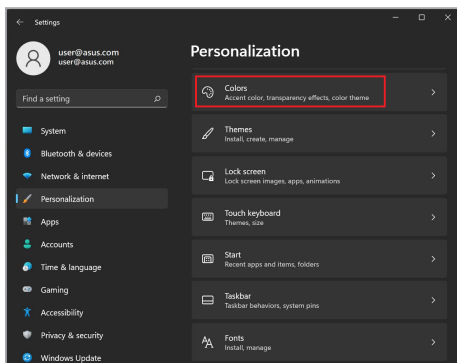 Settings
user@asus.com
user@asus.com
Find a setting
System
Bluetooth & devices
Network & internet
Personalization
Apps
Accounts
Time & language
Gaming
Accessibility
Privacy & security
Windows Update
Personalization
Colors
Accent color, transparency effects, color theme
Themes
Install, create, manage
Lock screen
Lock screen images, apps, animations
Touch keyboard
Themes, size
Start
Recent apps and items, folders
Taskbar
Taskbar behaviors, system pins
Fonts
Install, manage